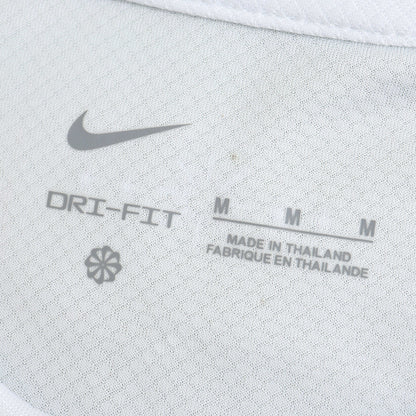 DRI-FIT
M M M
MADE IN THAILAND
FABRIQUE EN THAILANDE